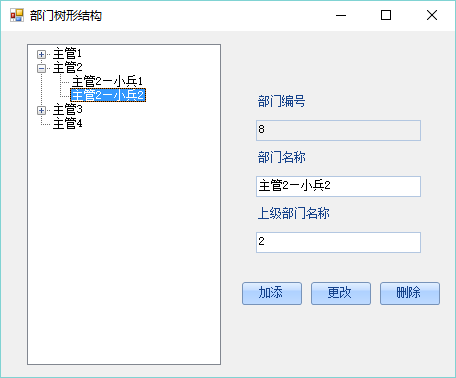 部门树形结构
主管1
主管2
主管2一小兵1
主管2一小兵2
主管3
主管4
部门编号
8
部门名称
主管2一小兵2
上级部门名称
2
加添
更改
删除